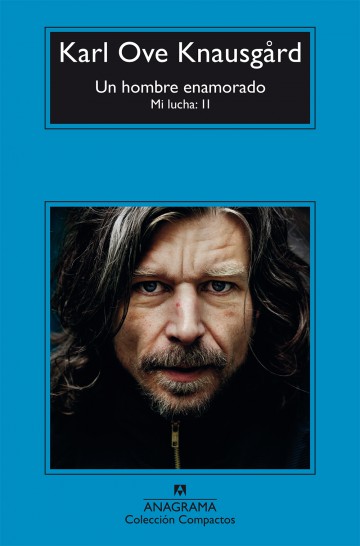 Karl Ove Knausgård
Un hombre enamorado
Mi lucha: II
ANAGRAMA
Colección Compactos